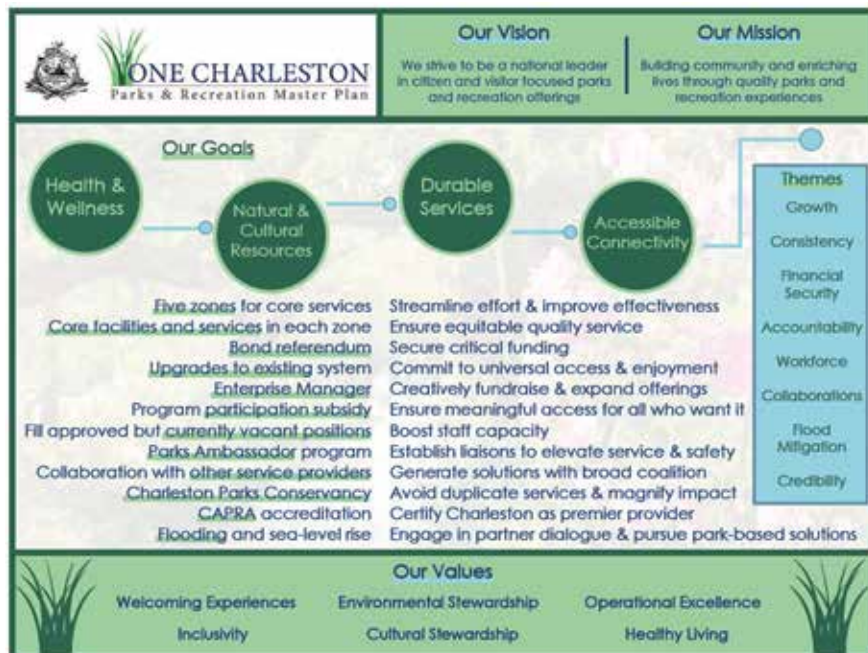 ONE CHARLESTON
Parks & Recreation Master Plan
Our Vision
We strive to be a national leader
in citizen and visitor focused parks
and recreation offerings
Our Mission
Building community and enriching
lives through quality parks and
recreation experiences
Our Goals
Health &
Wellness
Natural &
Cultural
Resources
Durable
Services
Accessible
Connectivity
Five zones for core services Streamline effort & improve effectiveness
Core facilities and services in each zone Ensure equitable quality service
Bond referendum Secure critical funding
Upgrades to existing system Commit to universal access & enjoyment
Enterprise Manager Creatively fundraise & expand offerings
Program participation subsidy Ensure meaningful access for all who want it
Fill approved but currently vacant positions Boost staff capacity
Parks Ambassador program Establish liaisons to elevate service & safety
Collaboration with other service providers Generate solutions with broad coalition
Charleston Parks Conservancy Avoid duplicate services & magnify impact
CAPRA accreditation Certify Charleston as premier provider
Flooding and sea-level rise Engage in partner dialogue & pursue park-based solutions
Themes
Growth
Consistency
Financial
Security
Accountability
Workforce
Collaborations
Flood
Mitigation
Credibility
Our Values
Welcoming Experiences Environmental Stewardship Operational Excellence
Inclusivity Cultural Stewardship Healthy Living